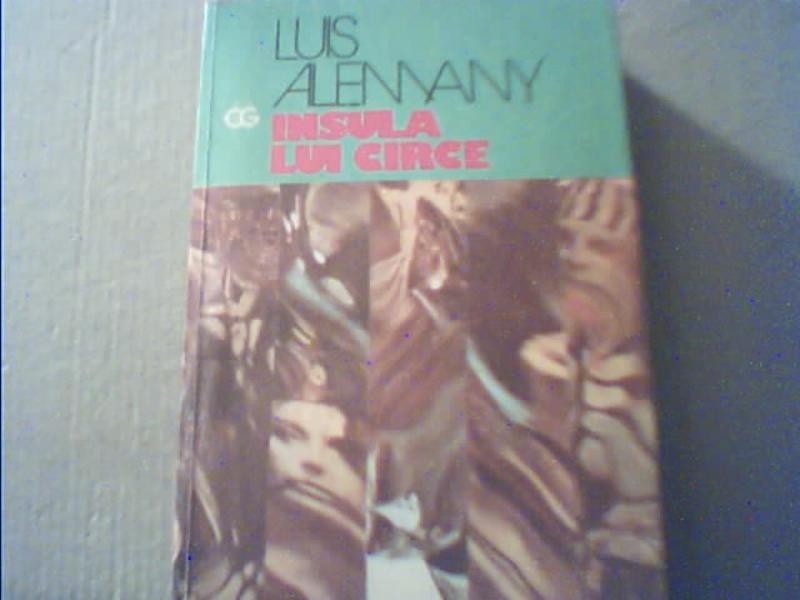 LUIS
ALEMANY
CG INSULA
LUI CIRCE